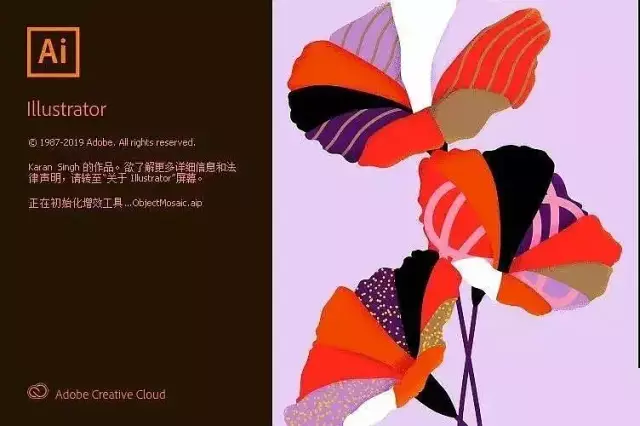 Ai
Illustrator
© 1987-2019 Adobe. All rights reserved.
Karan Singh 的作品。欲了解更多详细信息和法
律声明，请转至“关于 Illustrator”屏幕。
正在初始化增效工具...ObjectMosaic.aip
Adobe Creative Cloud